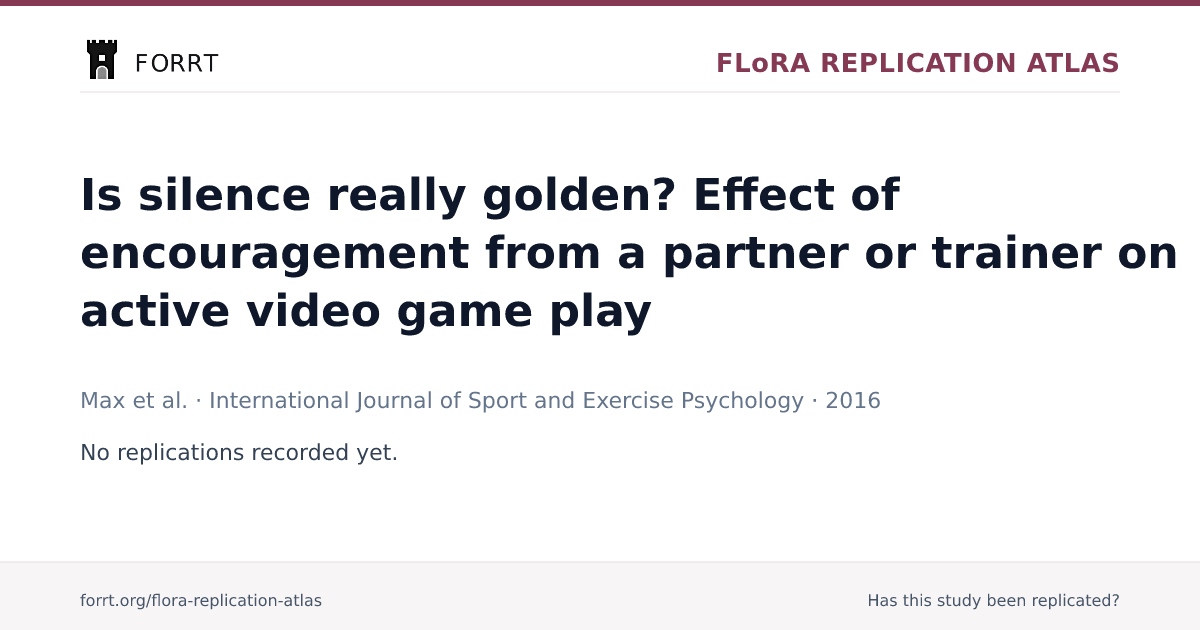 FORRT
FLoRA REPLICATION ATLAS
Is silence really golden? Effect of
encouragement from a partner or trainer on
active video game play
Max et al. · International Journal of Sport and Exercise Psychology · 2016
No replications recorded yet.
forrt.org/flora-replication-atlas
Has this study been replicated?